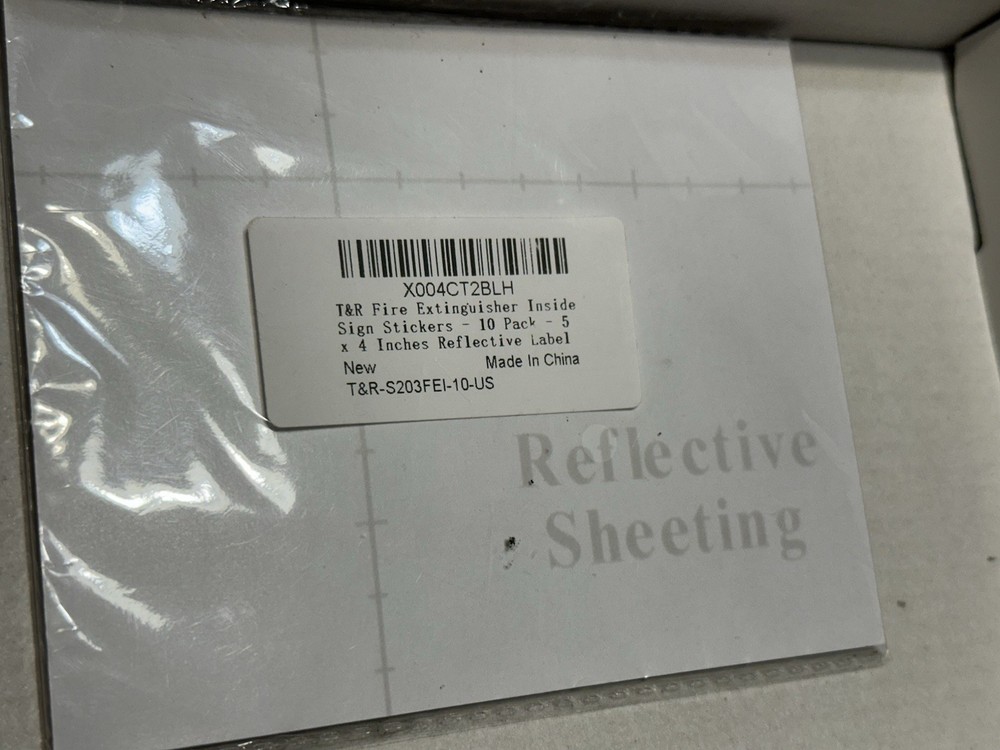 X004CT2BLH
T&R Fire Extinguisher Inside
Sign Stickers - 10 Pack - 5
x 4 Inches Reflective Label
New Made In China
T&R-S203FEI-10-US
Reflective
Sheeting